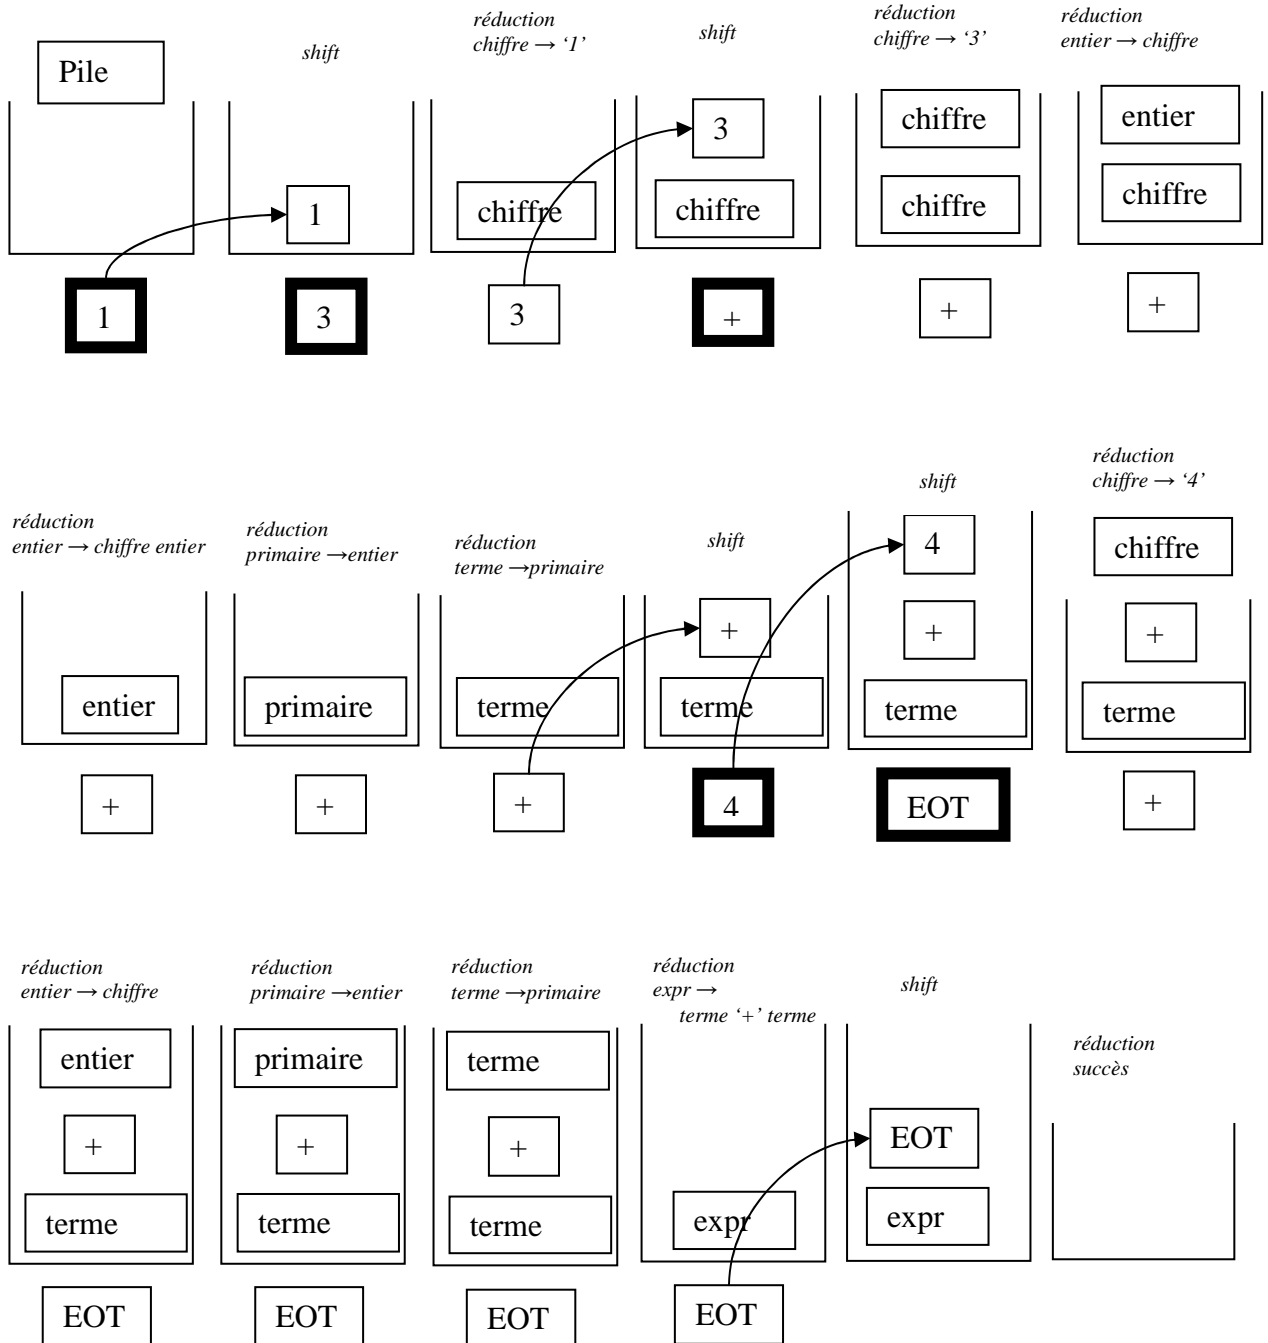 Pile
1
shift
1
3
réduction
chiffre → ‘1’
chiffre
3
shift
3
chiffre
+
réduction
chiffre → ‘3’
chiffre
chiffre
+
réduction
entier → chiffre
entier
chiffre
+
réduction
entier → chiffre entier
entier
+
réduction
primaire →entier
primaire
+
réduction
terme →primaire
terme
+
shift
+
terme
4
shift
4
+
terme
EOT
réduction
chiffre → ‘4’
chiffre
+
terme
+
réduction
entier → chiffre
entier
+
terme
EOT
réduction
primaire →entier
primaire
+
terme
EOT
réduction
terme →primaire
terme
+
terme
EOT
réduction
expr →
terme ‘+’ terme
expr
EOT
shift
EOT
expr
réduction
succès